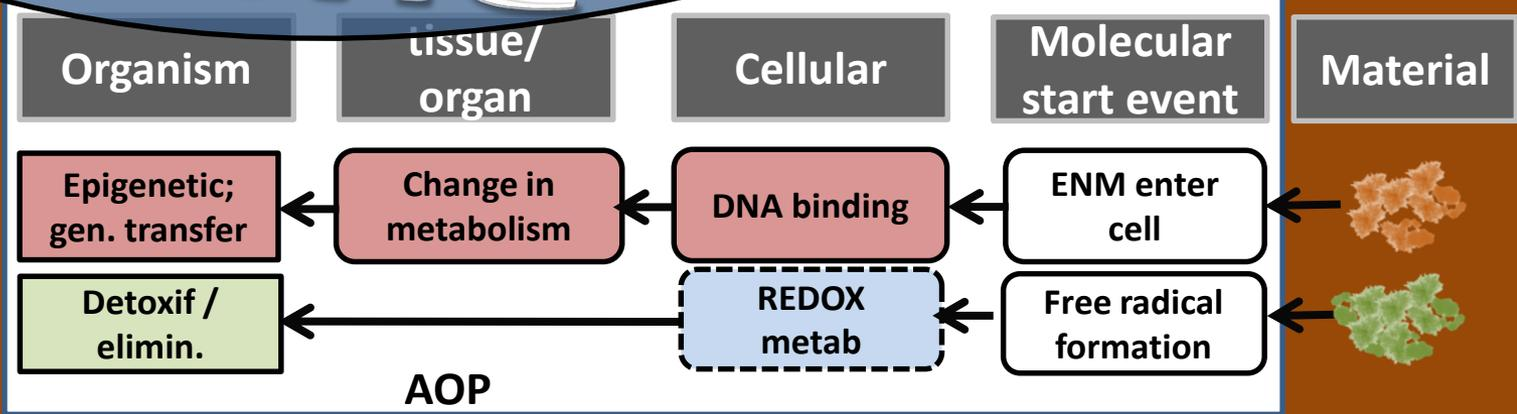 Organism
tissue/
organ
Cellular
Molecular
start event
Material
Epigenetic;
gen. transfer
Change in
metabolism
DNA binding
ENM enter
cell
Detoxif /
elimin.
REDOX
metab
Free radical
formation
AOP